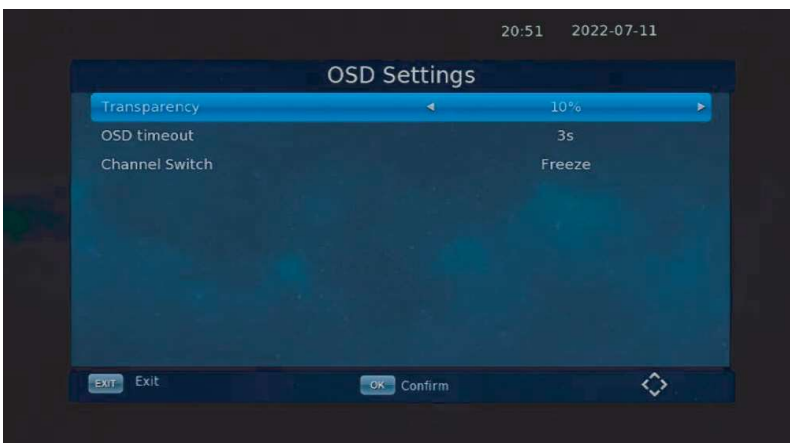 20:51 2022-07-11
OSD Settings
Transparency 10%
OSD timeout 3s
Channel Switch Freeze
EXIT Exit OK Confirm